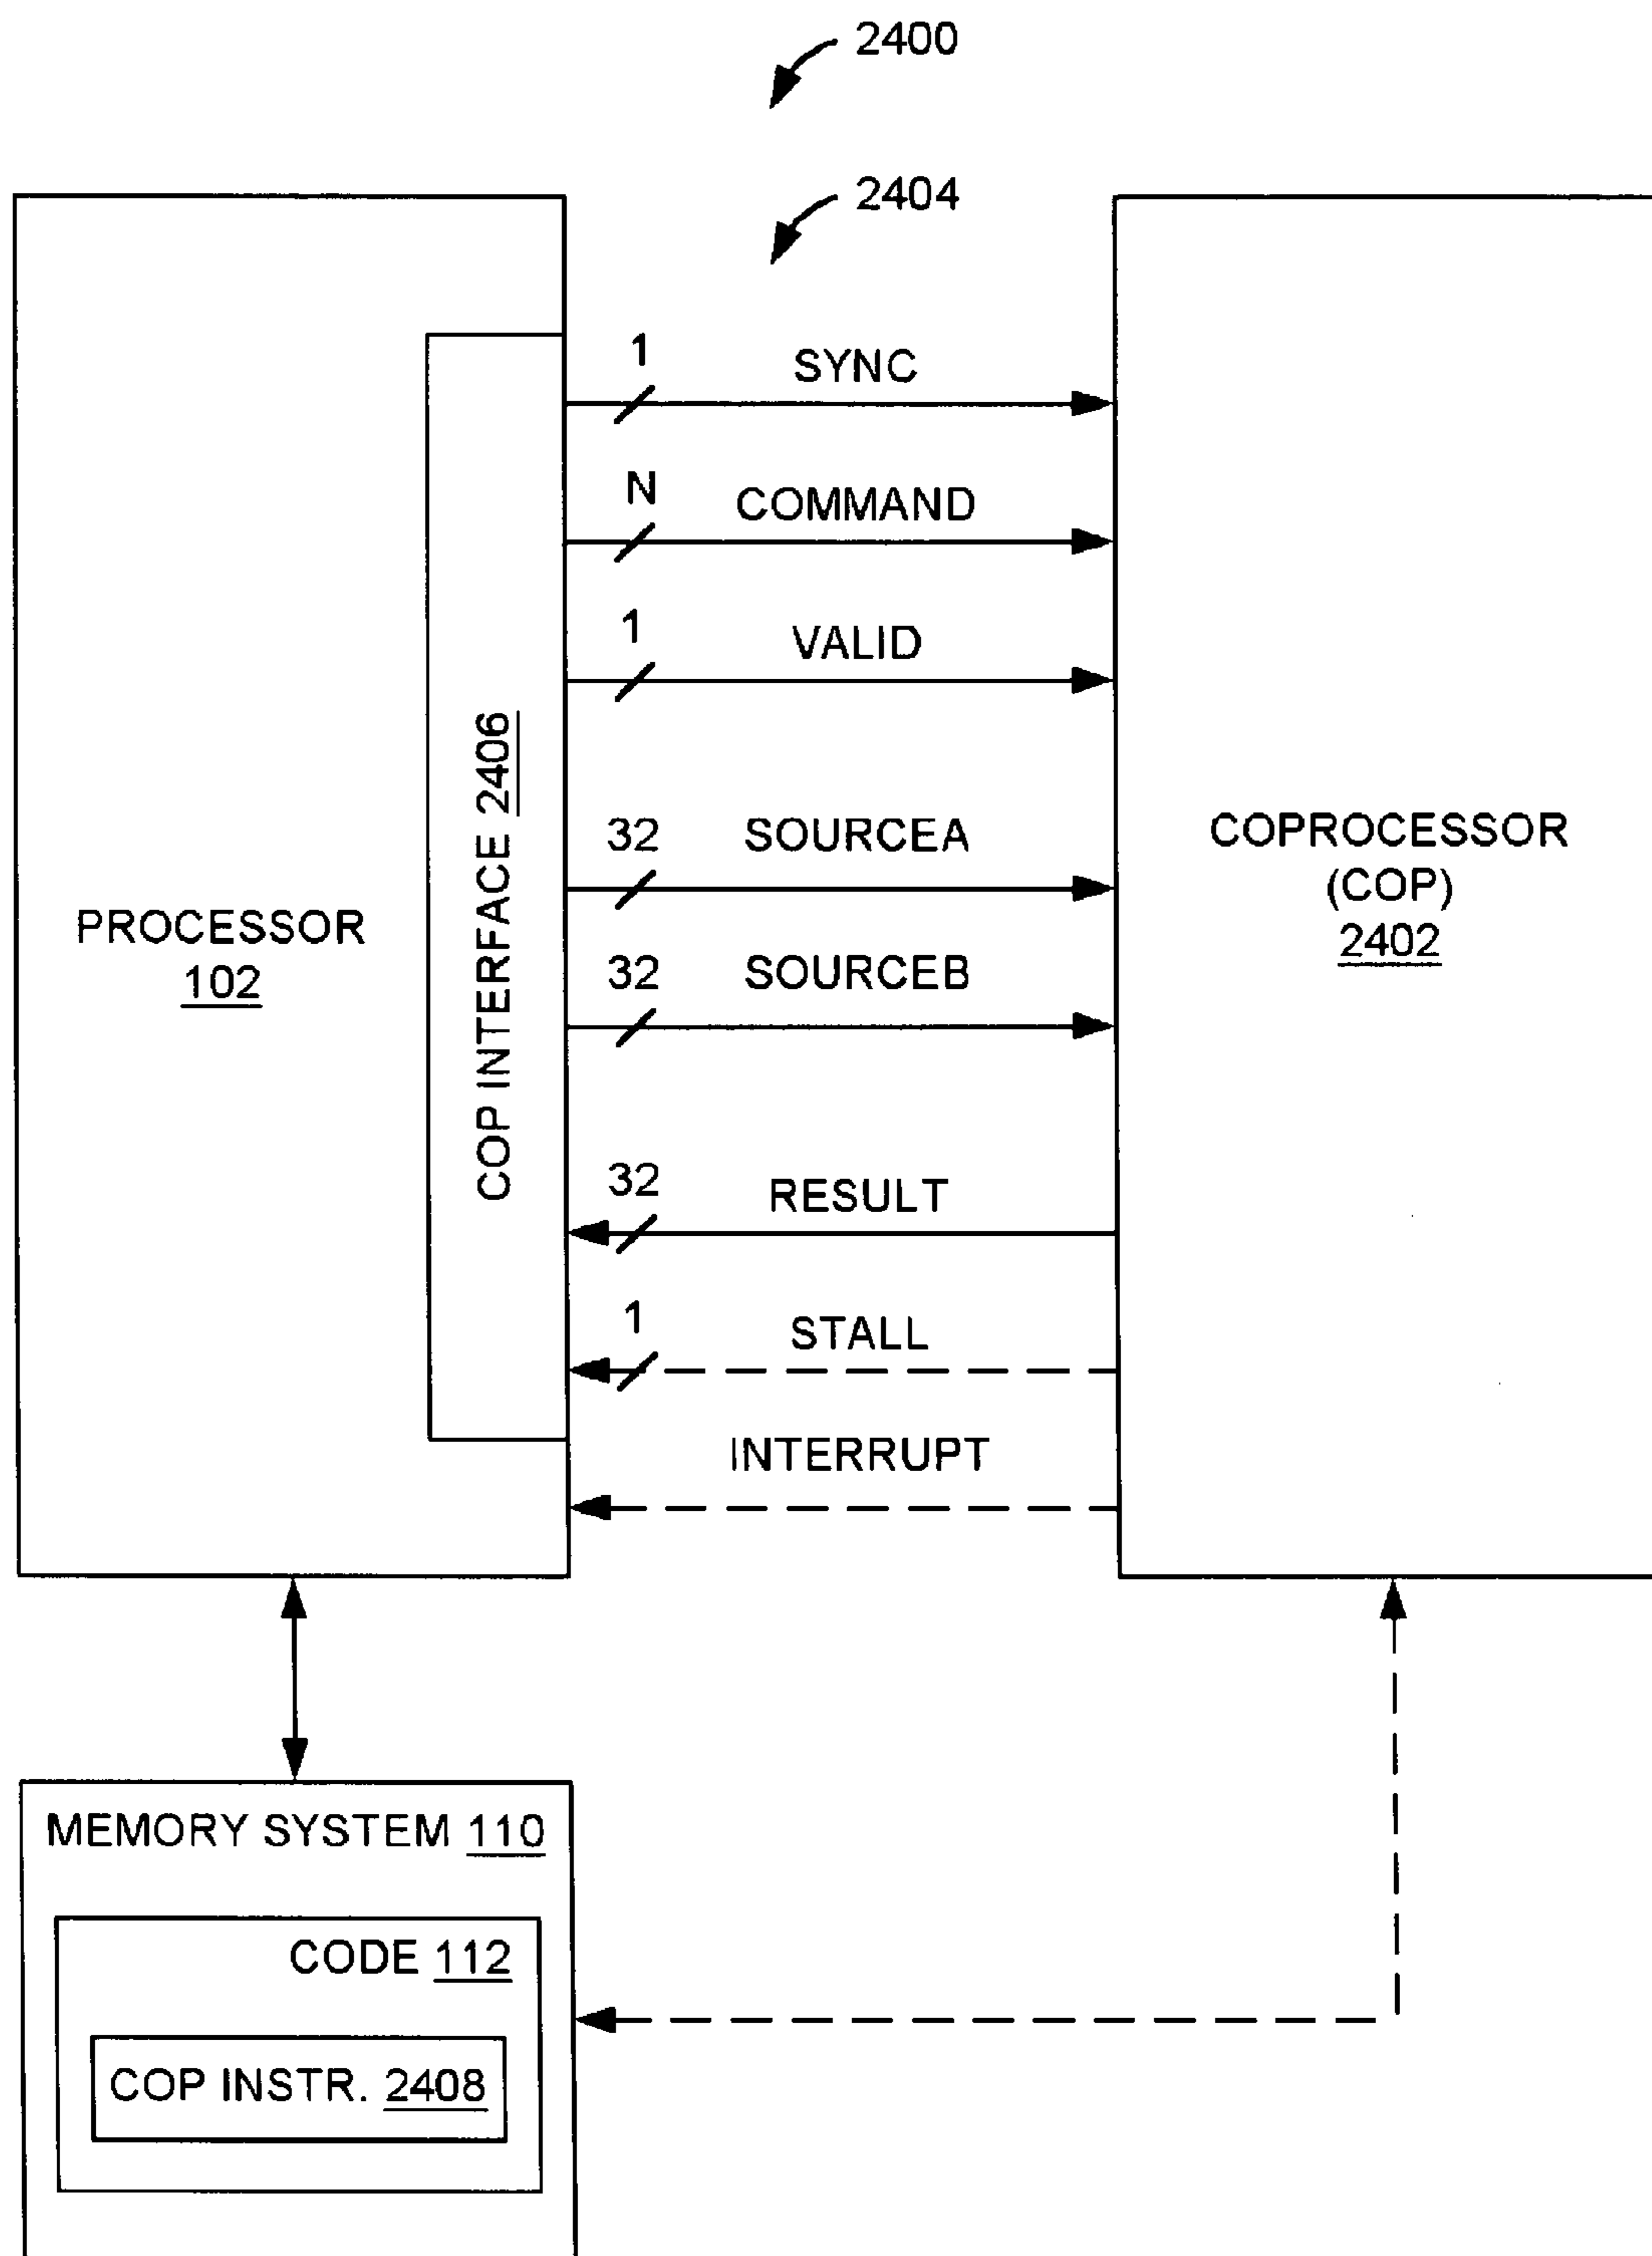 2400
2404
1
SYNC
N
COMMAND
1
VALID
32
SOURCEA
32
SOURCEB
32
RESULT
1
STALL
INTERRUPT
PROCESSOR
102
COP INTERFACE 2406
COPROCESSOR
(COP)
2402
MEMORY SYSTEM 110
CODE 112
COP INSTR. 2408